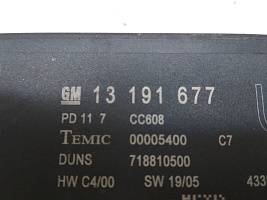 GM 13 191 677
PD 11 7 CC608
TEMIC 00005400 C7
DUNS 718810500
HW C4/00 SW 19/05 433